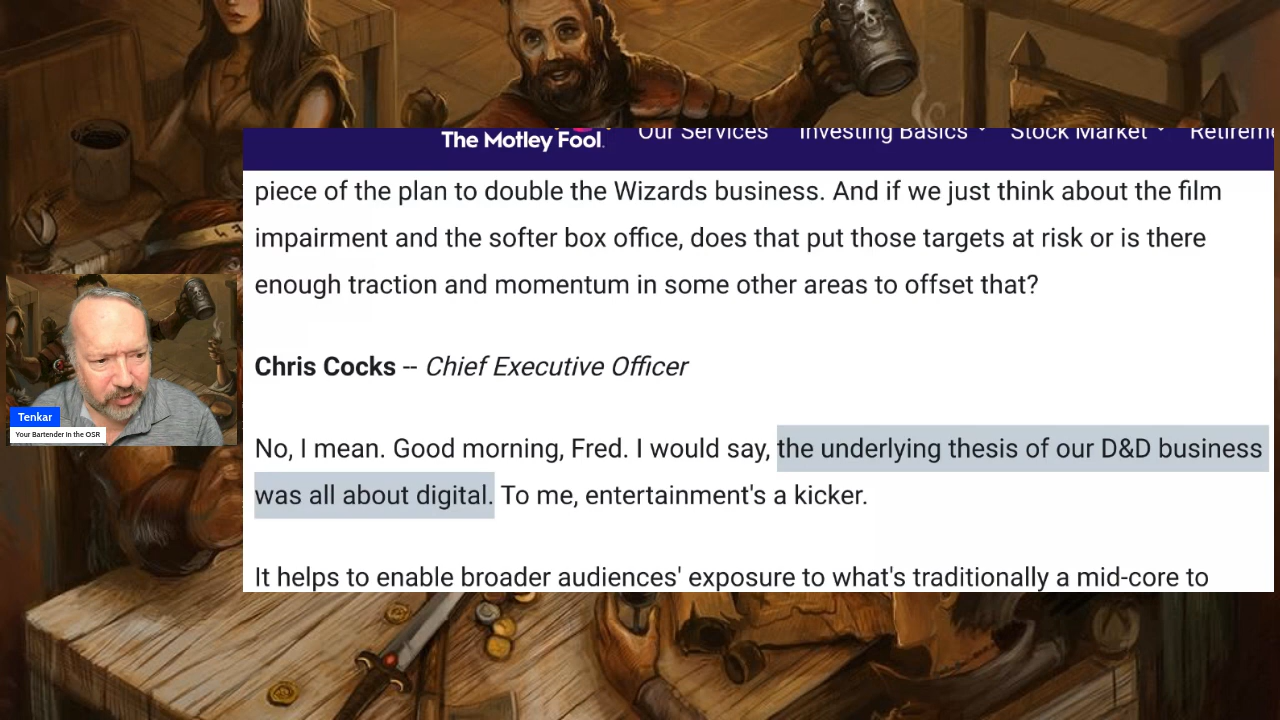 The Motley Fool. Our Services Investing Basics Stock Market Retireme
piece of the plan to double the Wizards business. And if we just think about the film
impairment and the softer box office, does that put those targets at risk or is there
enough traction and momentum in some other areas to offset that?
Chris Cocks -- Chief Executive Officer
Tenkar
Your Bartender in the OSR
No, I mean. Good morning, Fred. I would say, the underlying thesis of our D&D business
was all about digital. To me, entertainment's a kicker.
It helps to enable broader audiences' exposure to what's traditionally a mid-core to